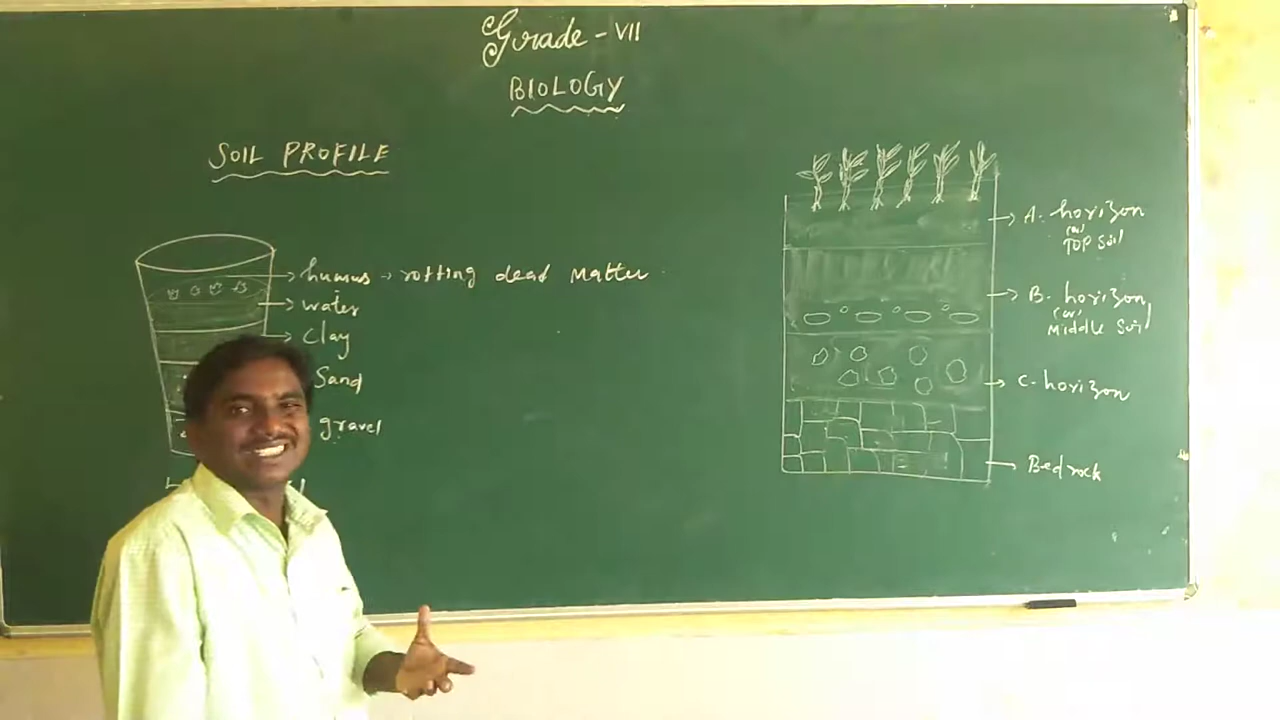 Grade - VII
BIOLOGY
SOIL PROFILE
humus → rotting dead matter
water
clay
Sand
gravel
A. horizon
(or)
TOP soil
B. horizon
(or)
Middle soil
C - horizon
Bedrock